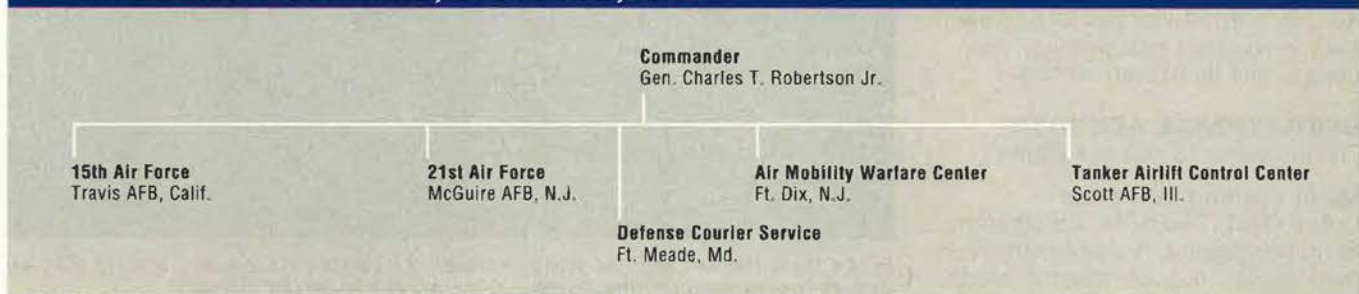 Commander
Gen. Charles T. Robertson Jr.
15th Air Force
Travis AFB, Calif.
21st Air Force
McGuire AFB, N.J.
Defense Courier Service
Ft. Meade, Md.
Air Mobility Warfare Center
Ft. Dix, N.J.
Tanker Airlift Control Center
Scott AFB, Ill.